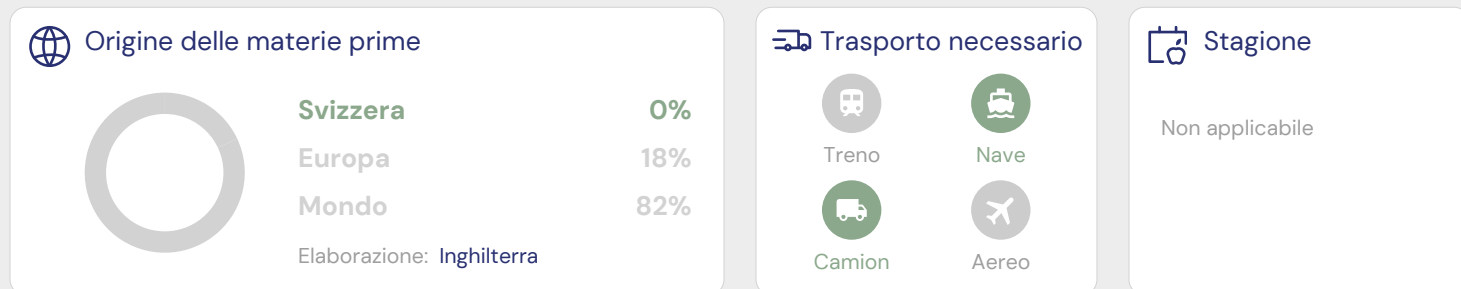 Origine delle materie prime
Svizzera 0%
Europa 18%
Mondo 82%
Elaborazione: Inghilterra
Trasporto necessario
Treno
Nave
Camion
Aereo
Stagione
Non applicabile